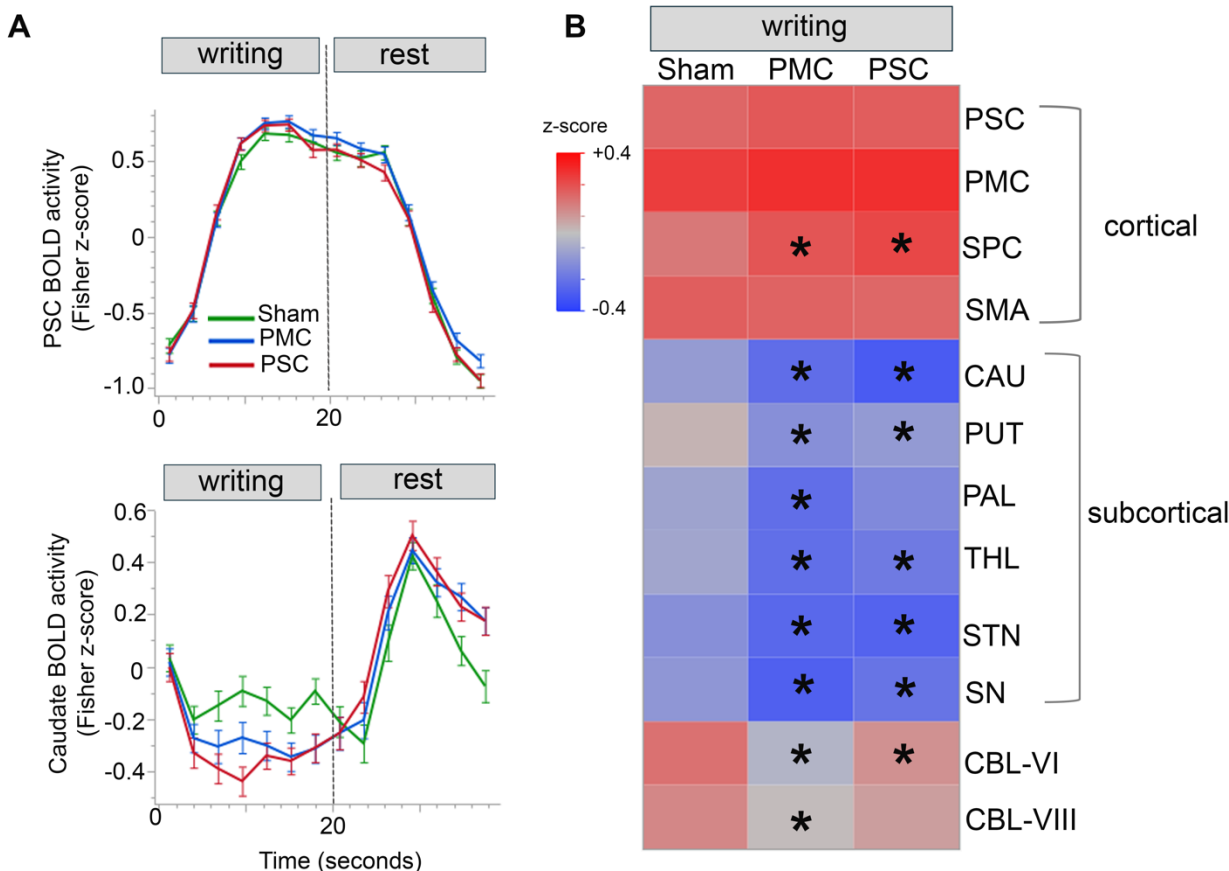 A
writing rest
0.5
0
-0.5
-1.0
PSC BOLD activity
(Fisher z-score)
Sham
PMC
PSC
0 20
writing rest
0.6
0.4
0.2
0
-0.2
-0.4
Caudate BOLD activity
(Fisher z-score)
0 20
Time (seconds)
B
writing
Sham PMC PSC
z-score
+0.4
-0.4
PSC
PMC
* * SPC
SMA
cortical
* * CAU
* * PUT
* PAL
* * THL
* * STN
* * SN
subcortical
* * CBL-VI
* CBL-VIII